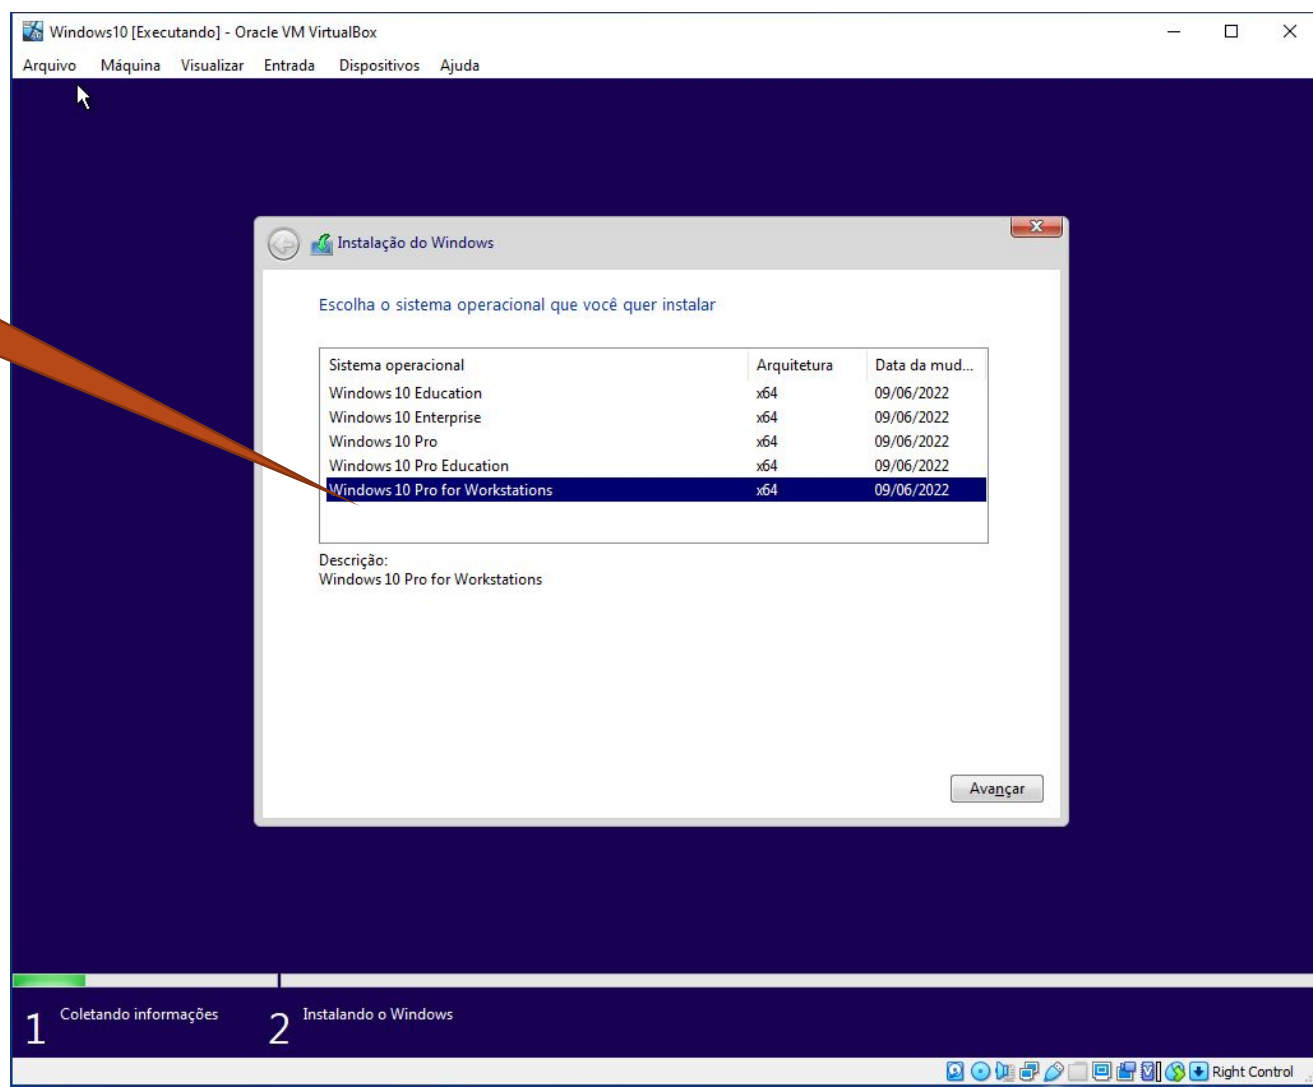 Windows10 [Executando] - Oracle VM VirtualBox
Arquivo Máquina Visualizar Entrada Dispositivos Ajuda
Instalação do Windows
Escolha o sistema operacional que você quer instalar
Sistema operacional Arquitetura Data da mud...
Windows 10 Education x64 09/06/2022
Windows 10 Enterprise x64 09/06/2022
Windows 10 Pro x64 09/06/2022
Windows 10 Pro Education x64 09/06/2022
Windows 10 Pro for Workstations x64 09/06/2022
Descrição:
Windows 10 Pro for Workstations
Avançar
1 Coletando informações 2 Instalando o Windows
Right Control